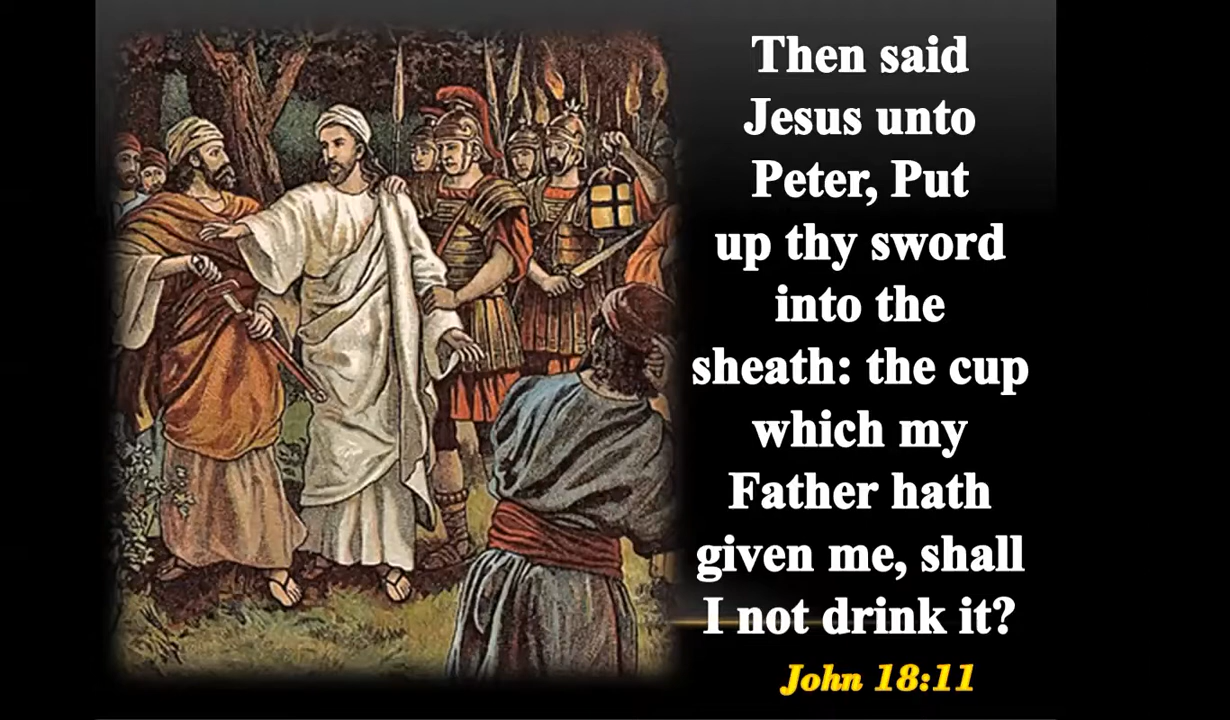 Then said
Jesus unto
Peter, Put
up thy sword
into the
sheath: the cup
which my
Father hath
given me, shall
I not drink it?
John 18:11